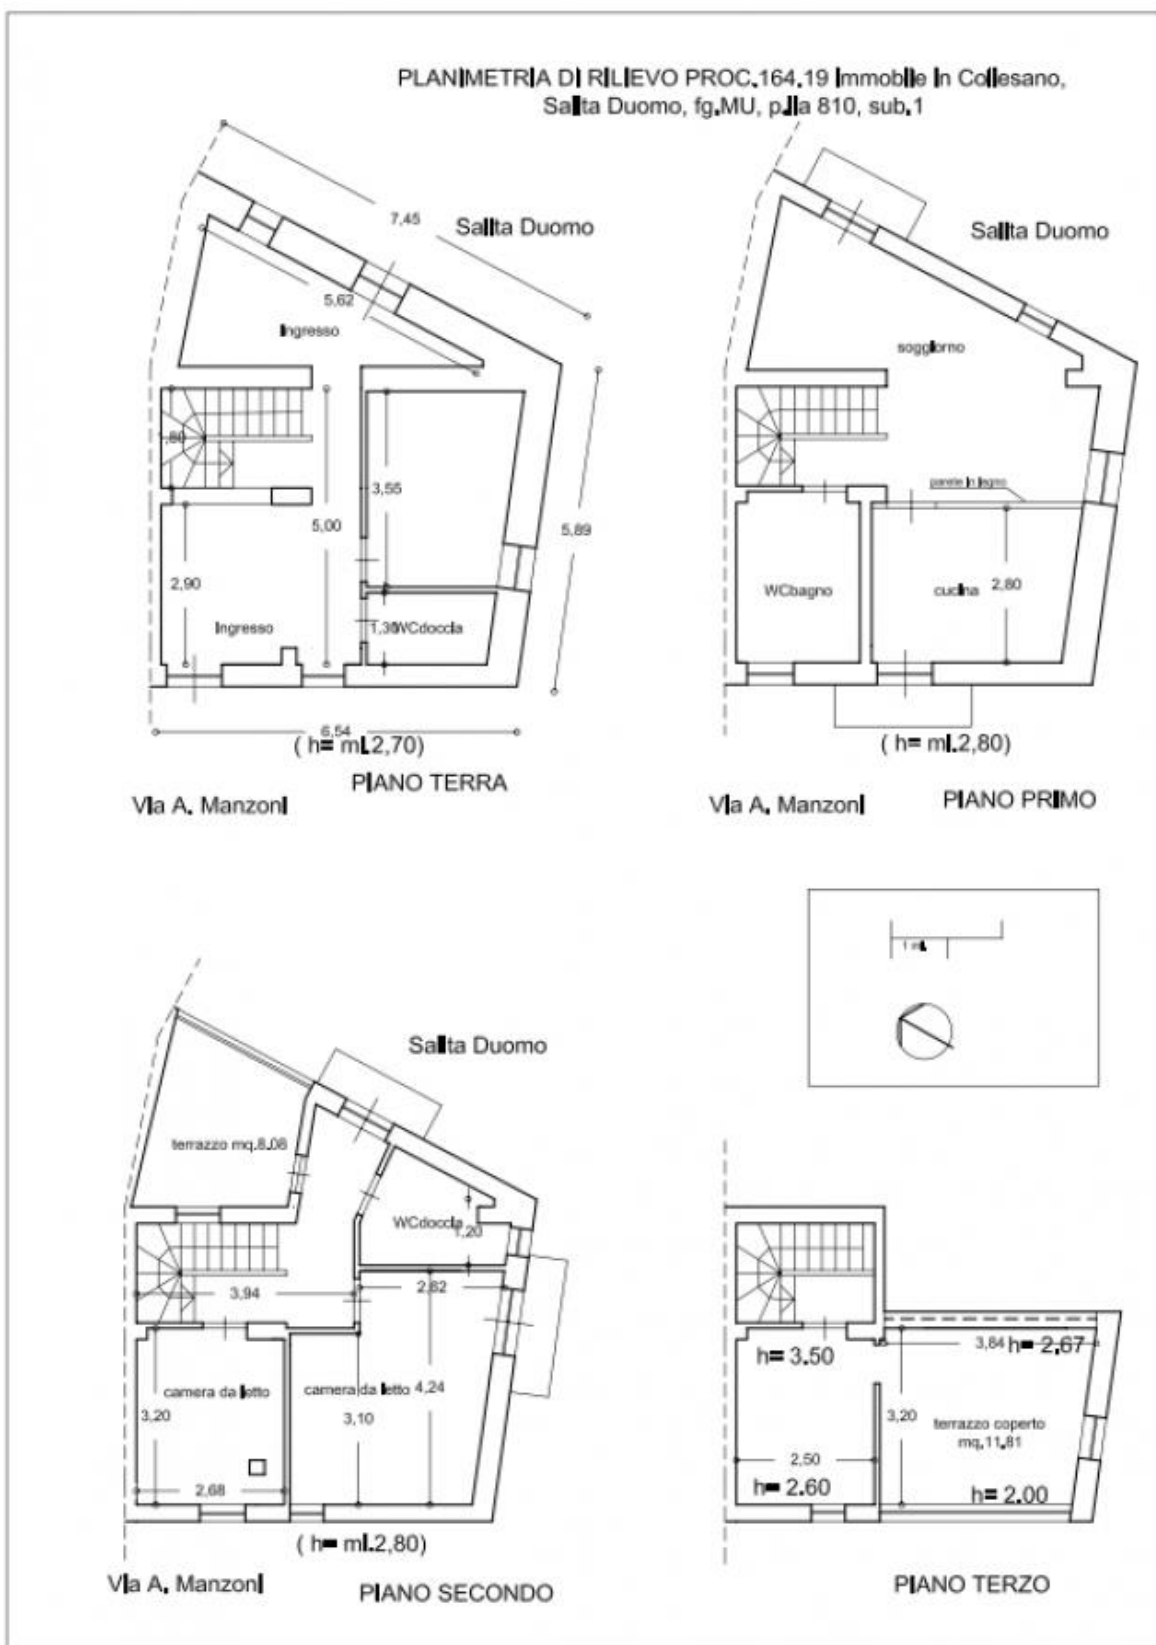 PLANIMETRIA DI RILIEVO PROC.164.19 Immobile in Collesano,
Salita Duomo, fg.MU, p.lla 810, sub.1
7,45
Salita Duomo
5,62
Ingresso
1,80
3,55
5,00
5,89
2,90
Ingresso
1,30
WCdoccia
6,54
( h= ml.2,70)
PIANO TERRA
Via A. Manzoni
Salita Duomo
soggiorno
parete in legno
WCbagno
cucina
2,80
( h= ml.2,80)
PIANO PRIMO
Via A. Manzoni
1 ml.
Salita Duomo
terrazzo mq.8.08
WCdoccia
1,20
3,94
2,62
camera da letto
camera da letto
4,24
3,20
3,10
2,68
( h= ml.2,80)
Via A. Manzoni
PIANO SECONDO
h= 3.50
3,84
h= 2.67
3,20
terrazzo coperto
mq.11.81
2,50
h= 2.60
h= 2.00
PIANO TERZO